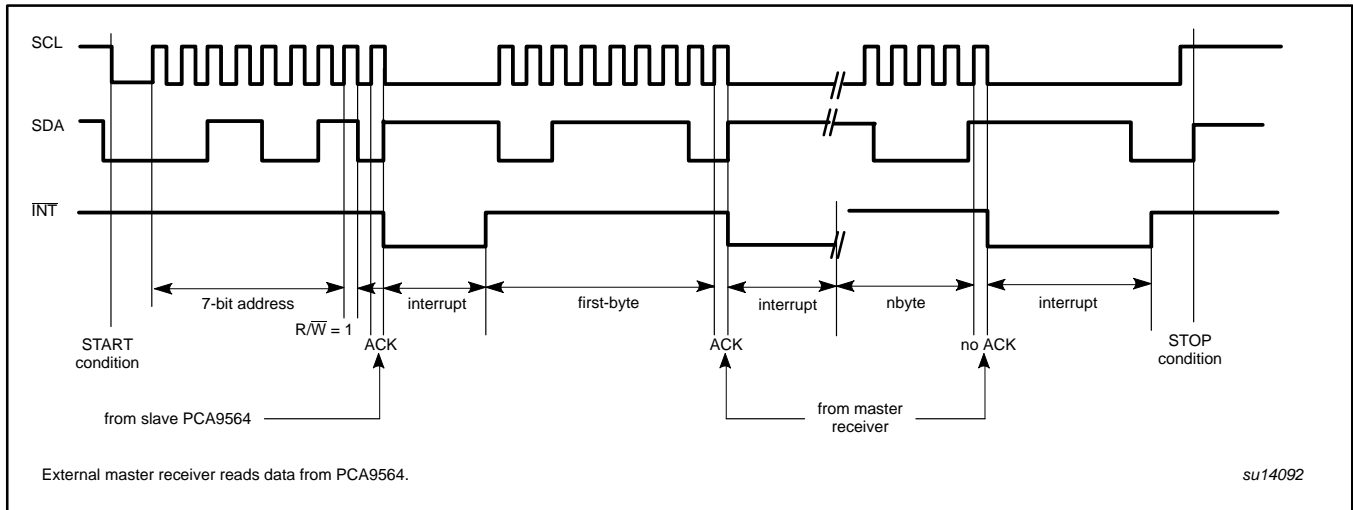 SCL
SDA
INT
7-bit address
interrupt
first-byte
interrupt
nbyte
interrupt
R/W = 1
START
condition
ACK
ACK
no ACK
STOP
condition
from slave PCA9564
from master
receiver
External master receiver reads data from PCA9564.
su14092